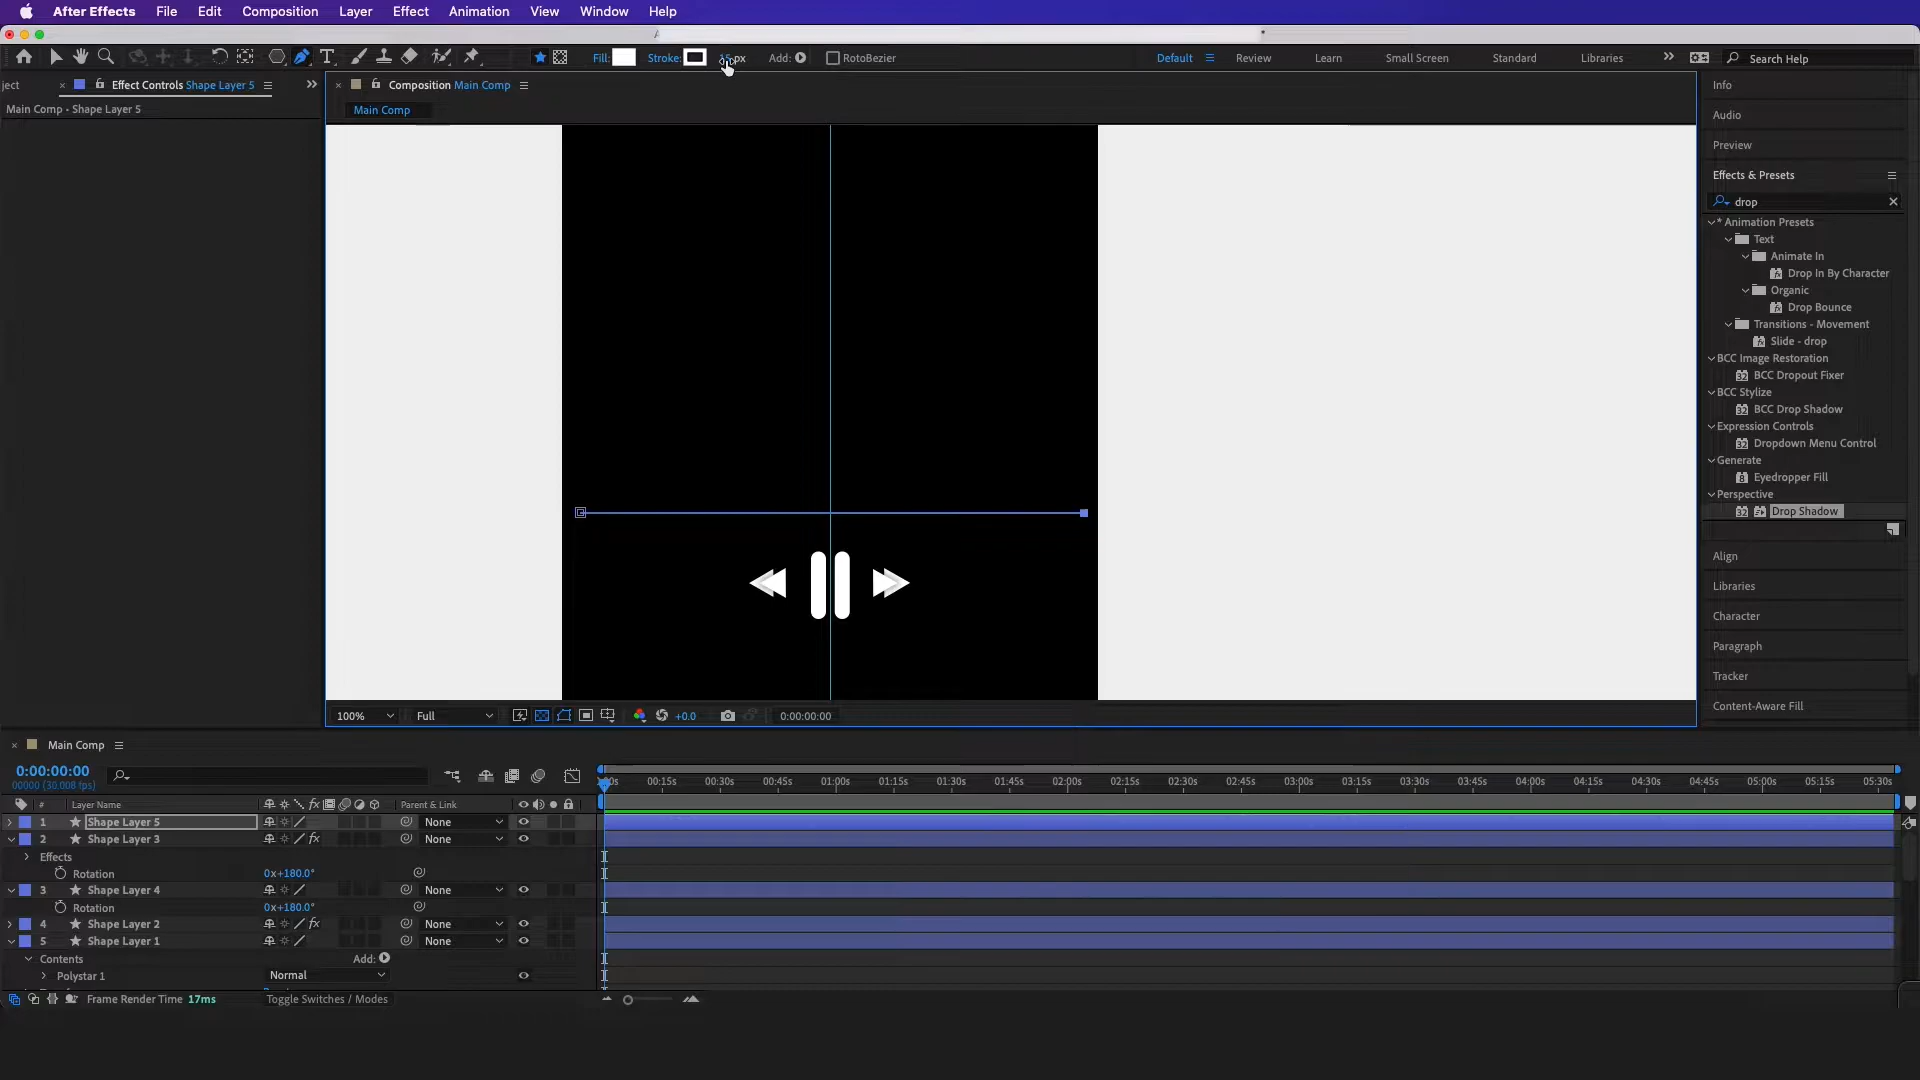 After Effects File Edit Composition Layer Effect Animation View Window Help
Fill: Stroke: px Add: RotoBezier Default Review Learn Small Screen Standard Libraries Search Help
ject Effect Controls Shape Layer 5
Main Comp • Shape Layer 5
Composition Main Comp
Main Comp
Info
Audio
Preview
Effects & Presets
drop
* Animation Presets
Text
Animate In
Drop In By Character
Organic
Drop Bounce
Transitions - Movement
Slide - drop
BCC Image Restoration
BCC Dropout Fixer
BCC Stylize
BCC Drop Shadow
Expression Controls
Dropdown Menu Control
Generate
Eyedropper Fill
Perspective
Drop Shadow
Align
Libraries
Character
Paragraph
Tracker
Content-Aware Fill
100% Full +0.0 0:00:00:00
Main Comp
0:00:00:00
00000 (30.008 fps)
00s 00:15s 00:30s 00:45s 01:00s 01:15s 01:30s 01:45s 02:00s 02:15s 02:30s 02:45s 03:00s 03:15s 03:30s 03:45s 04:00s 04:15s 04:30s 04:45s 05:00s 05:15s 05:30s
# Layer Name fx Parent & Link
1 Shape Layer 5 None
2 Shape Layer 3 fx None
Effects
Rotation 0x+180.0°
3 Shape Layer 4 None
Rotation 0x+180.0°
4 Shape Layer 2 fx None
5 Shape Layer 1 None
Contents Add:
Polystar 1 Normal
Frame Render Time 17ms Toggle Switches / Modes